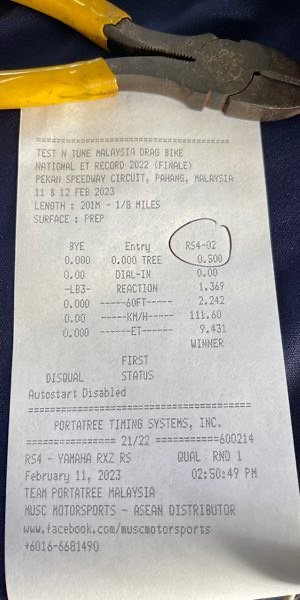 ===================================
TEST N TUNE MALAYSIA DRAG BIKE
NATIONAL ET RECORD 2022 (FINALE)
PEKAN SPEEDWAY CIRCUIT, PAHANG, MALAYSIA
11 & 12 FEB 2023
LENGTH : 201M - 1/8 MILES
SURFACE : PREP
BYE Entry RS4-02
0.000 0.000 TREE 0.500
0.00 DIAL-IN 0.00
-LB3- REACTION 1.369
0.000 -----60FT----- 2.242
0.00 -----KM/H----- 111.60
0.000 ------ET------ 9.431
WINNER
FIRST
DISQUAL STATUS
Autostart Disabled
===================================
PORTATREE TIMING SYSTEMS, INC.
=============== 21/22 ===========600214
RS4 - YAMAHA RXZ RS QUAL RND 1
February 11, 2023 02:50:49 PM
TEAM PORTATREE MALAYSIA
MUSC MOTORSPORTS - ASEAN DISTRIBUTOR
www.facebook.com/muscmotorsports
+6016-6681490